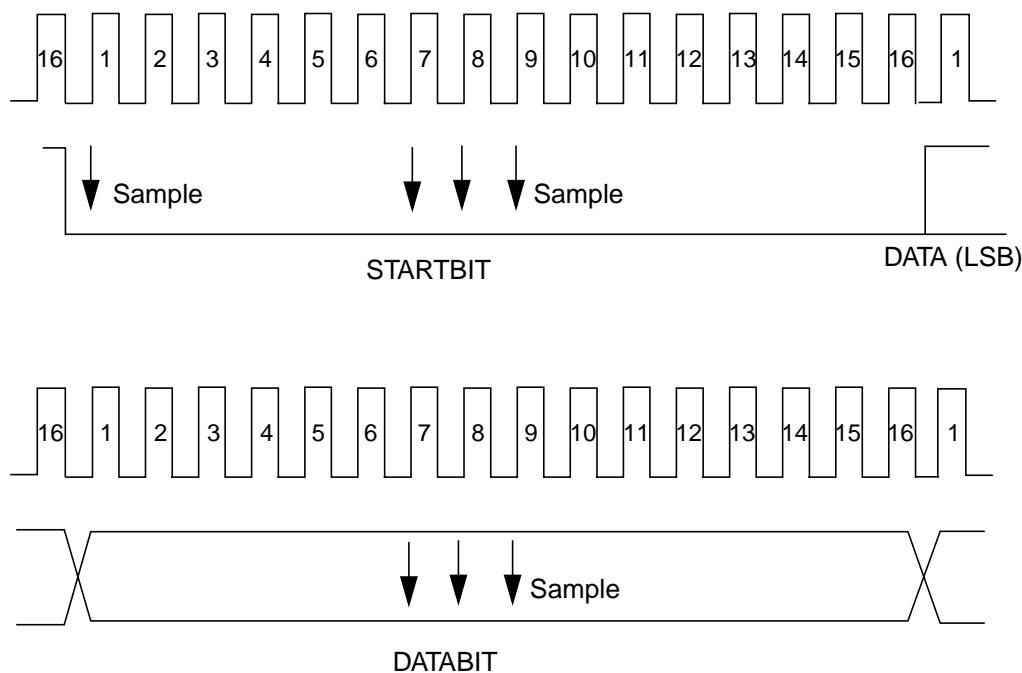 16 1 2 3 4 5 6 7 8 9 10 11 12 13 14 15 16 1
Sample Sample
DATA (LSB)
STARTBIT
16 1 2 3 4 5 6 7 8 9 10 11 12 13 14 15 16 1
Sample
DATABIT